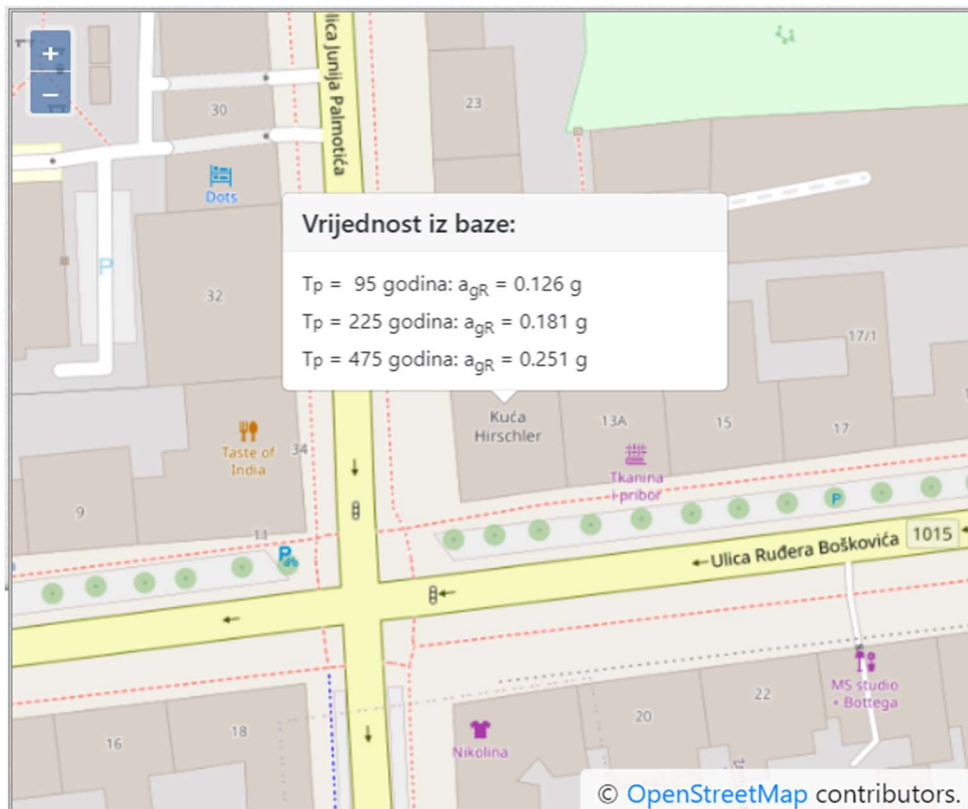 +
−
30
23
lica Junija Palmotića
Dots
P
32
Vrijednost iz baze:
Tp = 95 godina: agR = 0.126 g
Tp = 225 godina: agR = 0.181 g
Tp = 475 godina: agR = 0.251 g
17/1
Kuća
Hirschler
13A
15
17
Taste of
India
34
Tkanina
i pribor
9
11
P
P
1015
Ulica Ruđera Boškovića
MS studio
• Bottega
22
20
18
16
Nikolina
© OpenStreetMap contributors.